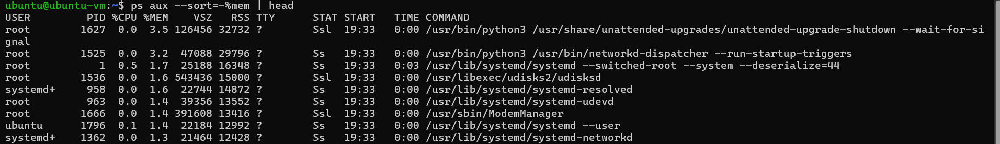 ubuntu@ubuntu-vm:~$ ps aux --sort=-%mem | head
USER         PID %CPU %MEM    VSZ   RSS TTY      STAT START   TIME COMMAND
root        1627  0.0  3.5 126456 32732 ?        Ssl  19:33   0:00 /usr/bin/python3 /usr/share/unattended-upgrades/unattended-upgrade-shutdown --wait-for-si
gnal
root        1525  0.0  3.2  47088 29796 ?        Ss   19:33   0:00 /usr/bin/python3 /usr/bin/networkd-dispatcher --run-startup-triggers
root           1  0.5  1.7  25188 16348 ?        Ss   19:33   0:03 /usr/lib/systemd/systemd --switched-root --system --deserialize=44
root        1536  0.0  1.6 543436 15000 ?        Ssl  19:33   0:00 /usr/libexec/udisks2/udisksd
systemd+     958  0.0  1.6  22744 14872 ?        Ss   19:33   0:00 /usr/lib/systemd/systemd-resolved
root         963  0.0  1.4  39356 13552 ?        Ss   19:33   0:00 /usr/lib/systemd/systemd-udevd
root        1666  0.0  1.4 391608 13416 ?        Ssl  19:33   0:00 /usr/sbin/ModemManager
ubuntu      1796  0.1  1.4  22184 12992 ?        Ss   19:33   0:00 /usr/lib/systemd/systemd --user
systemd+    1362  0.0  1.3  21464 12428 ?        Ss   19:33   0:00 /usr/lib/systemd/systemd-networkd